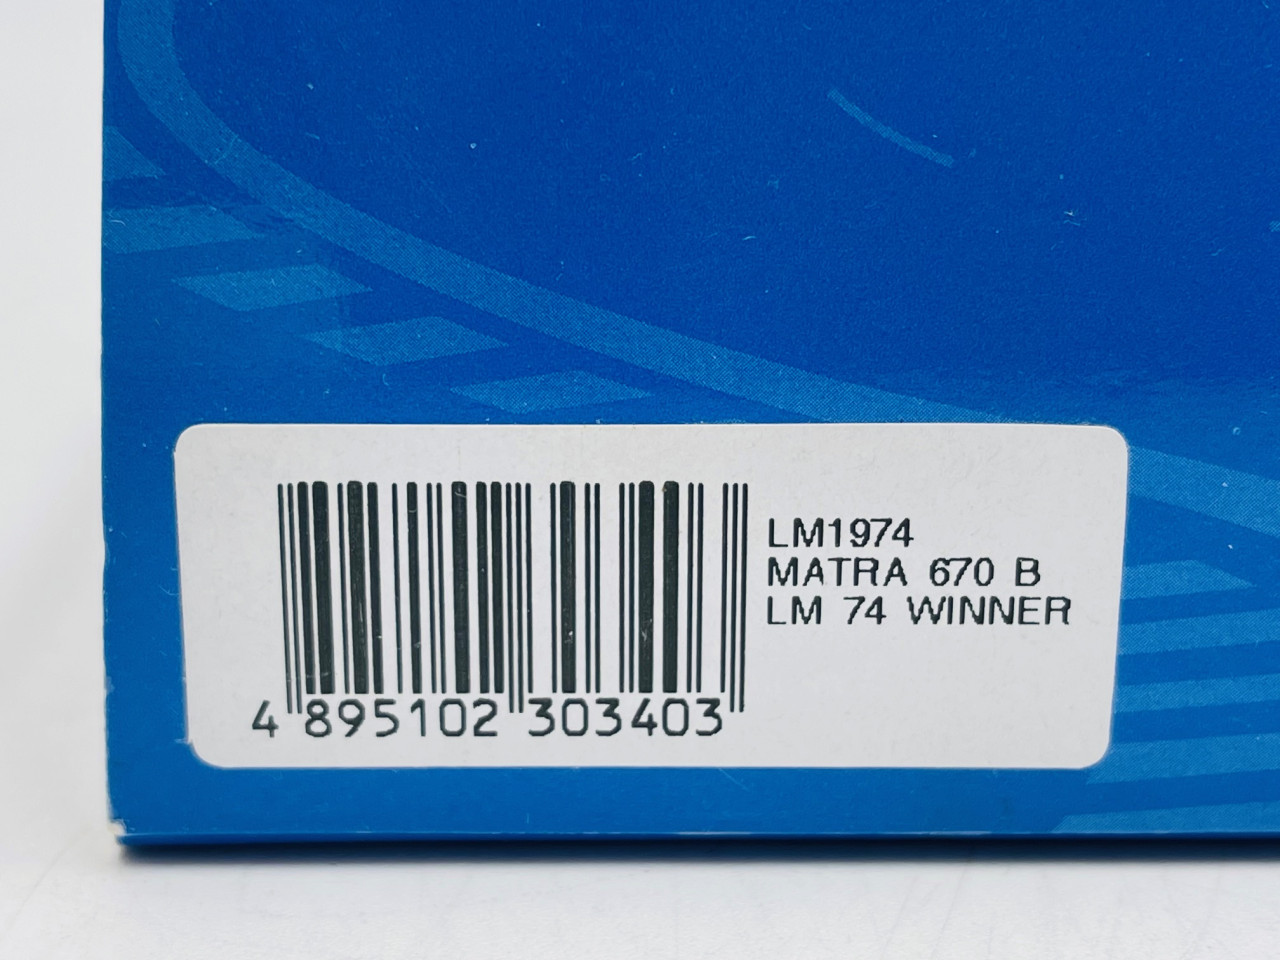 LM1974
MATRA 670 B
LM 74 WINNER
4 895102 303403